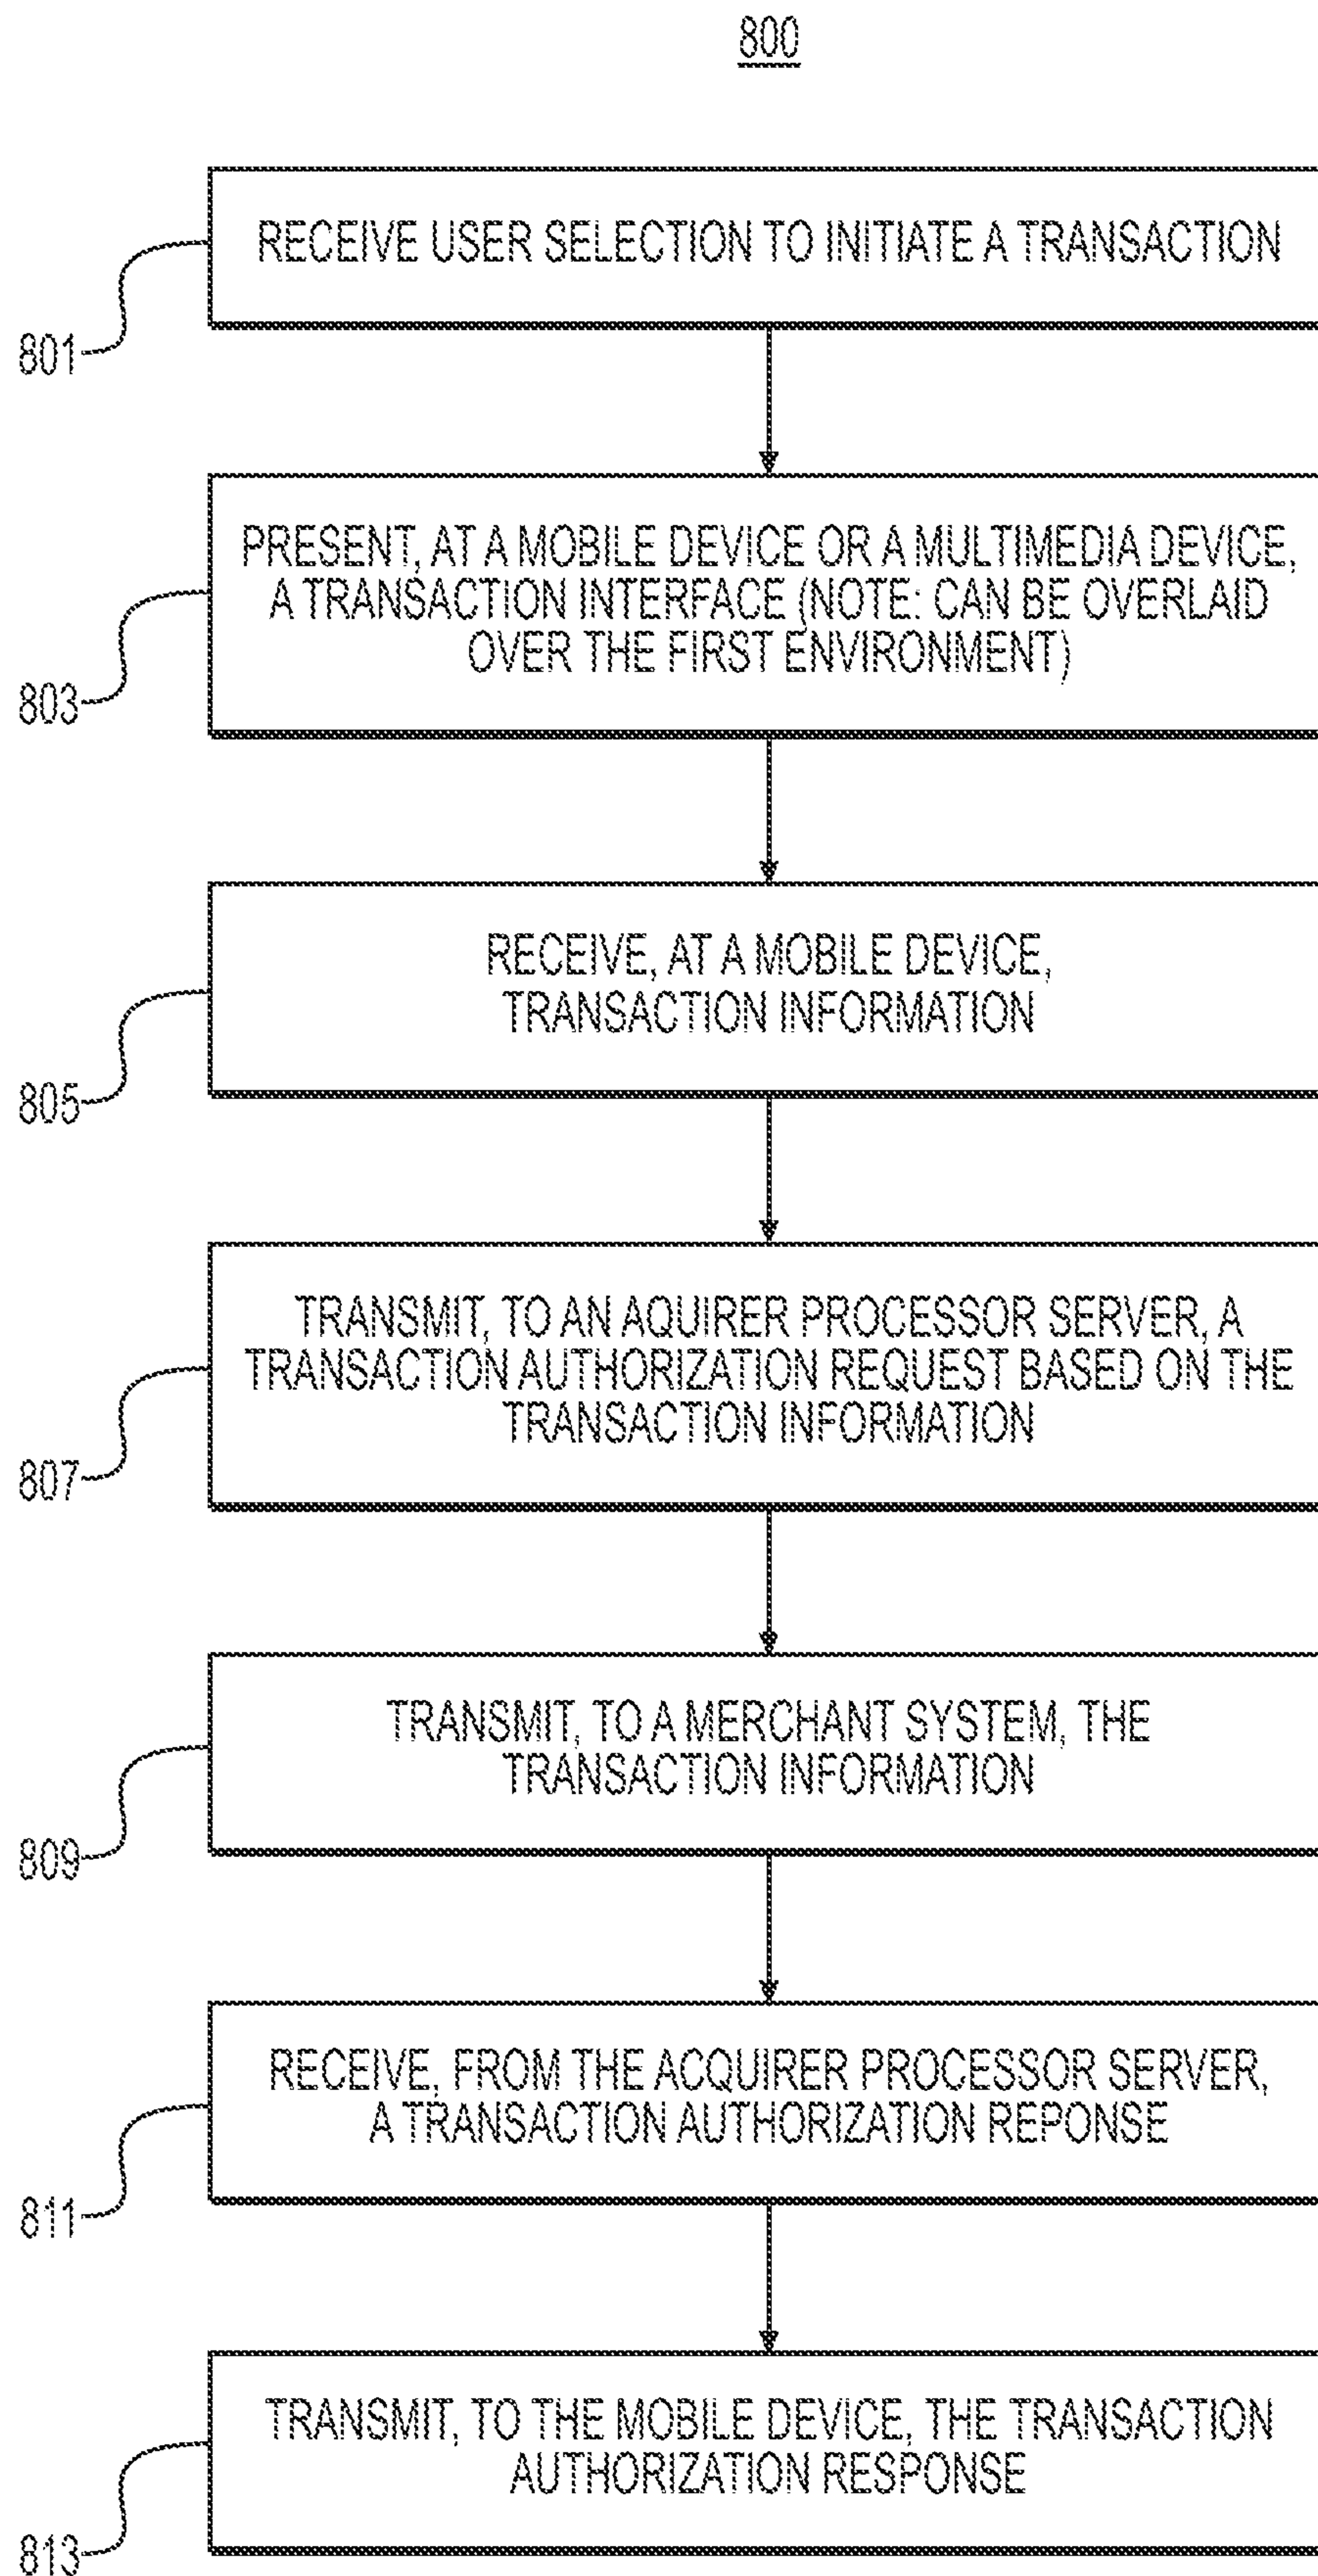 800
RECEIVE USER SELECTION TO INITIATE A TRANSACTION
801
PRESENT, AT A MOBILE DEVICE OR A MULTIMEDIA DEVICE,
A TRANSACTION INTERFACE (NOTE: CAN BE OVERLAID
OVER THE FIRST ENVIRONMENT)
803
RECEIVE, AT A MOBILE DEVICE,
TRANSACTION INFORMATION
805
TRANSMIT, TO AN AQUIRER PROCESSOR SERVER, A
TRANSACTION AUTHORIZATION REQUEST BASED ON THE
TRANSACTION INFORMATION
807
TRANSMIT, TO A MERCHANT SYSTEM, THE
TRANSACTION INFORMATION
809
RECEIVE, FROM THE ACQUIRER PROCESSOR SERVER,
A TRANSACTION AUTHORIZATION REPONSE
811
TRANSMIT, TO THE MOBILE DEVICE, THE TRANSACTION
AUTHORIZATION RESPONSE
813